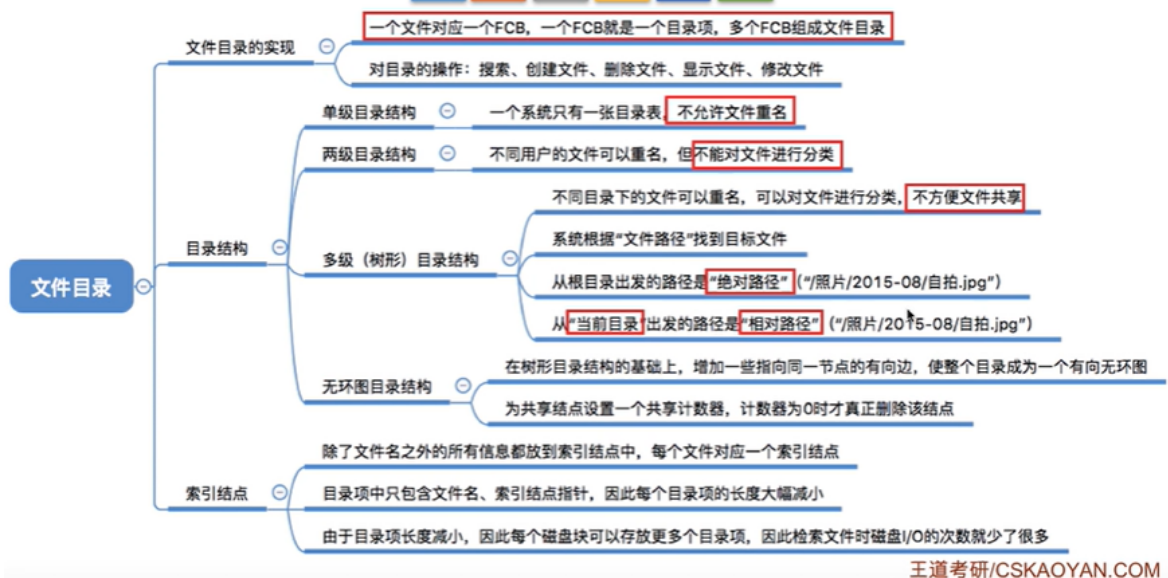 文件目录
文件目录的实现
一个文件对应一个FCB，一个FCB就是一个目录项，多个FCB组成文件目录
对目录的操作：搜索、创建文件、删除文件、显示文件、修改文件
目录结构
单级目录结构
一个系统只有一张目录表，不允许文件重名
两级目录结构
不同用户的文件可以重名，但不能对文件进行分类
多级（树形）目录结构
不同目录下的文件可以重名，可以对文件进行分类，不方便文件共享
系统根据“文件路径”找到目标文件
从根目录出发的路径是“绝对路径”（“/照片/2015-08/自拍.jpg”）
从“当前目录”出发的路径是“相对路径”（“/照片/2015-08/自拍.jpg”）
无环图目录结构
在树形目录结构的基础上，增加一些指向同一节点的有向边，使整个目录成为一个有向无环图
为共享结点设置一个共享计数器，计数器为0时才真正删除该结点
索引结点
除了文件名之外的所有信息都放到索引结点中，每个文件对应一个索引结点
目录项中只包含文件名、索引结点指针，因此每个目录项的长度大幅减小
由于目录项长度减小，因此每个磁盘块可以存放更多个目录项，因此检索文件时磁盘I/O的次数就少了很多
王道考研/CSKAOYAN.COM